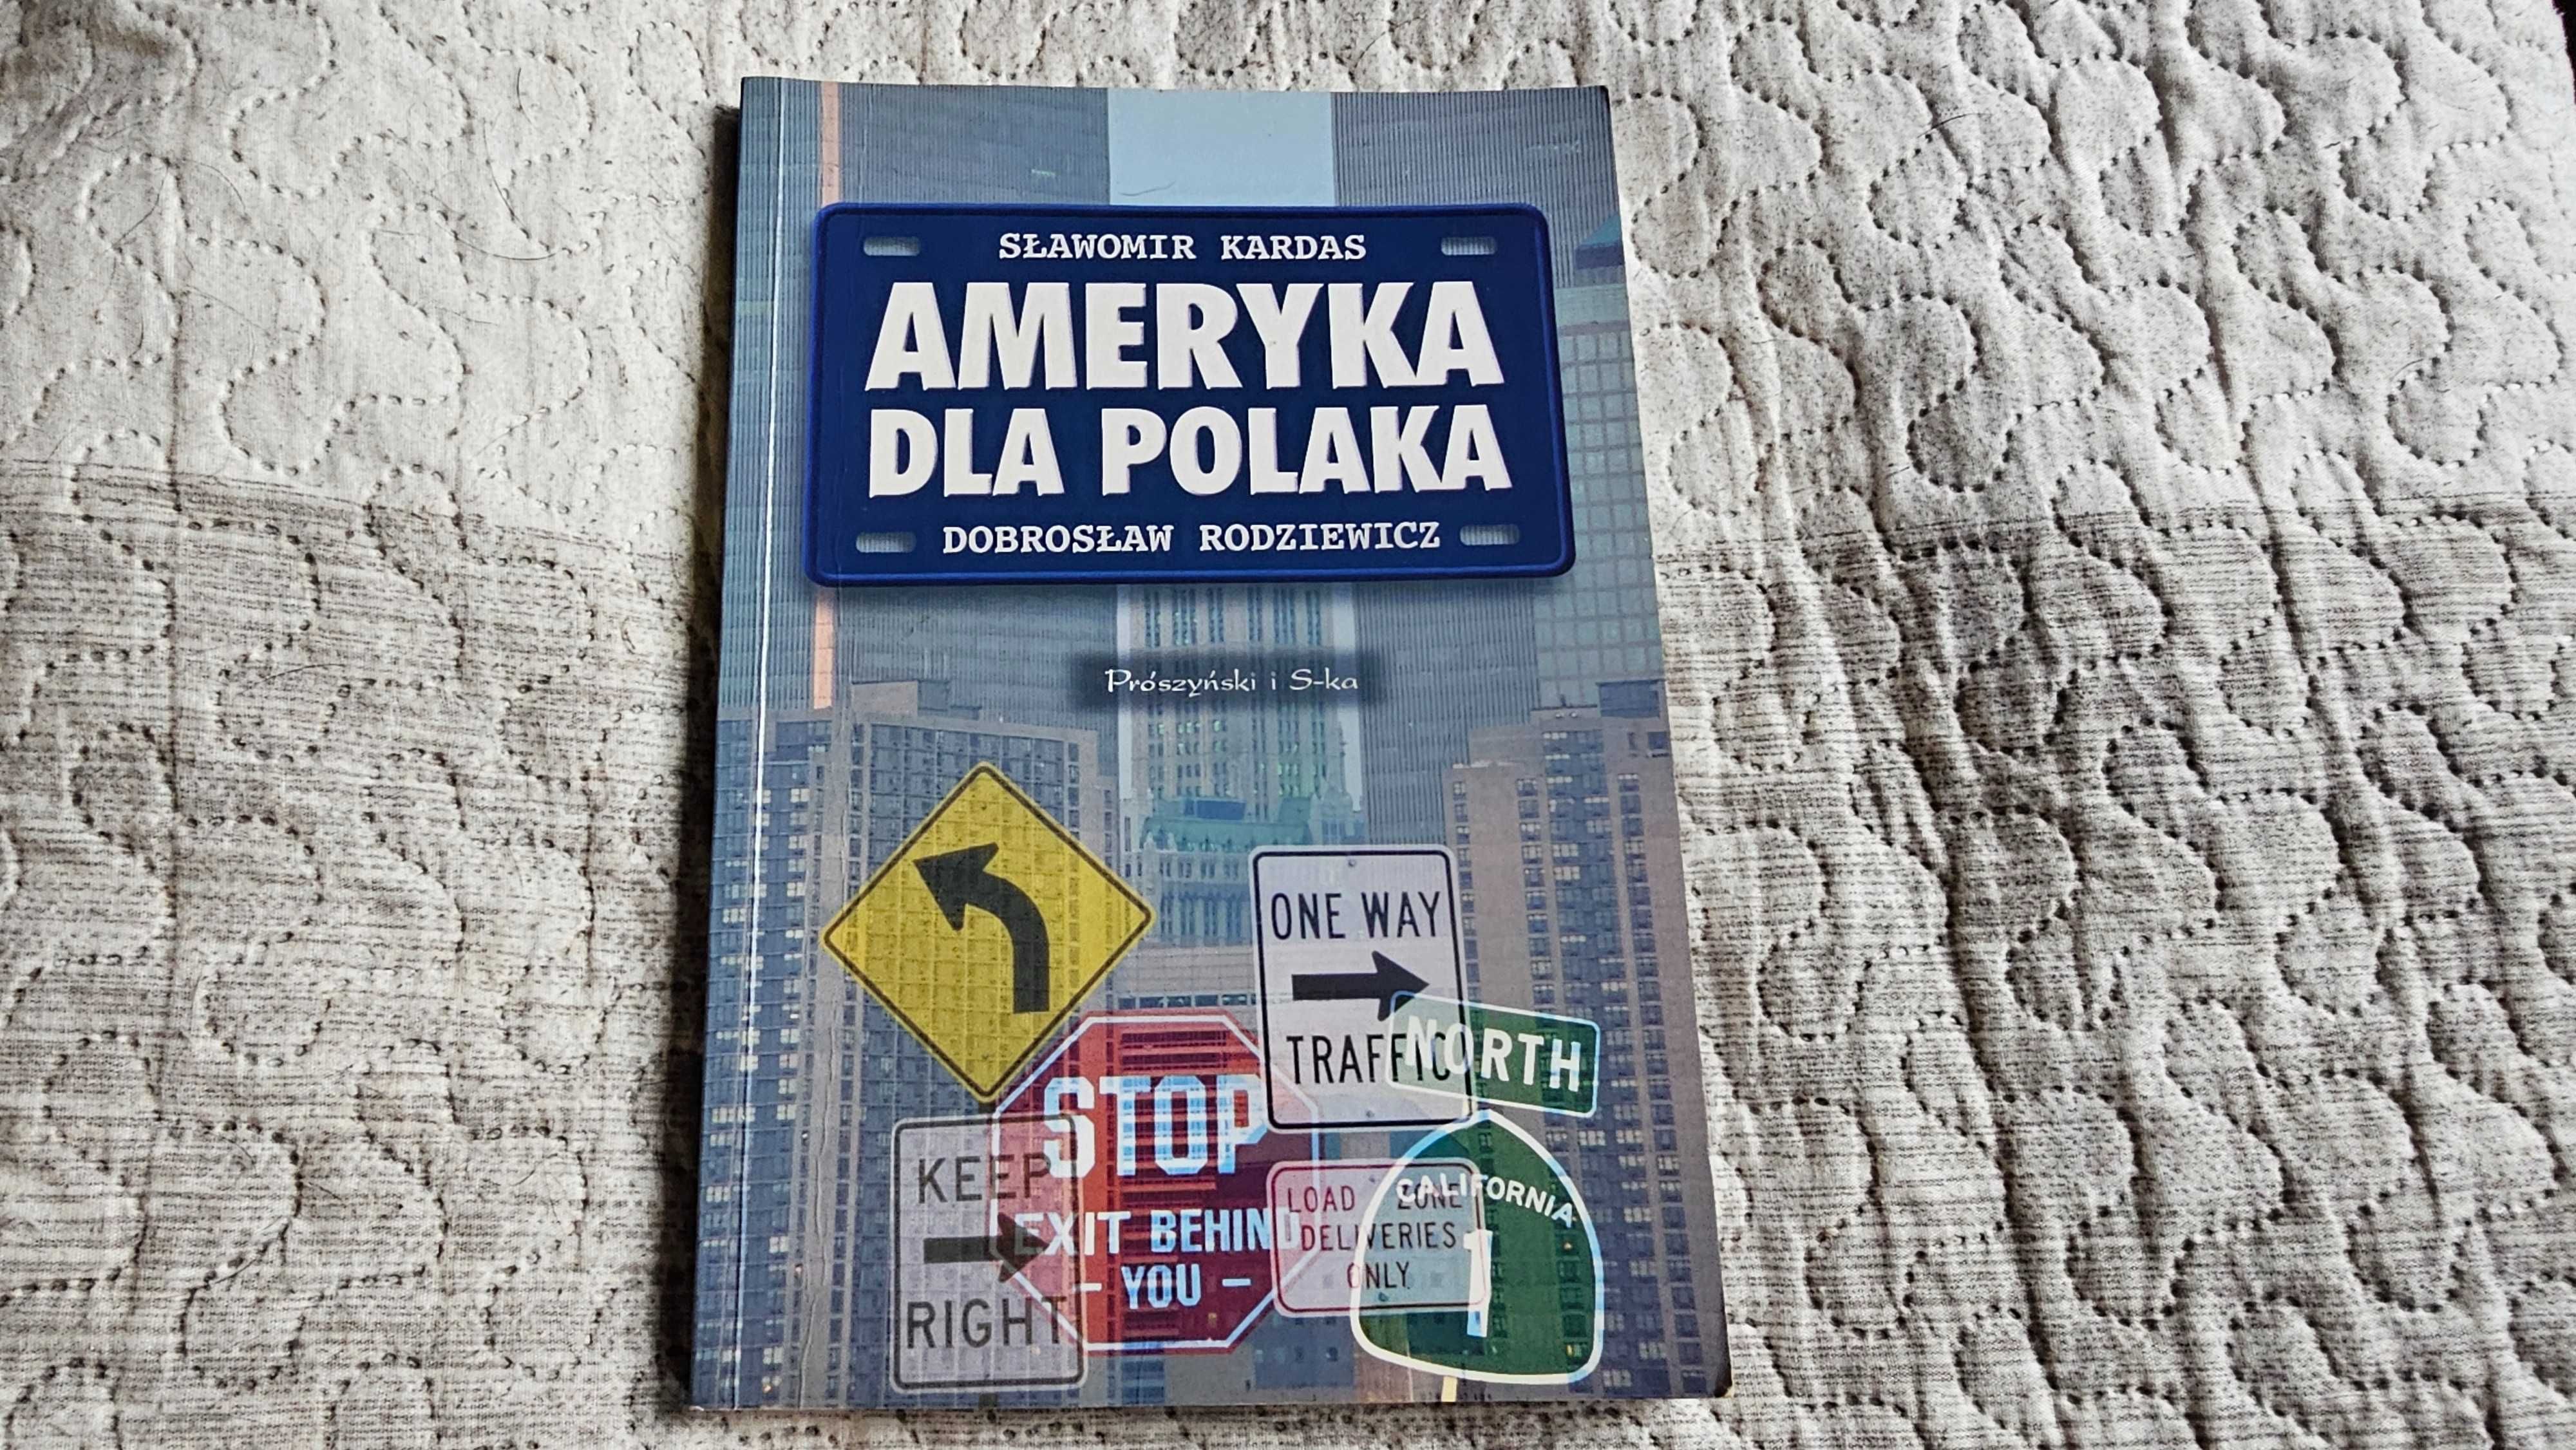 SŁAWOMIR KARDAS
AMERYKA
DLA POLAKA
DOBROSŁAW RODZIEWICZ
Prószyński i S-ka
ONE WAY
TRAFFIC
NORTH
STOP
EXIT BEHIND
- YOU -
KEEP
RIGHT
LOAD ZONE
DELIVERIES
ONLY
CALIFORNIA
1